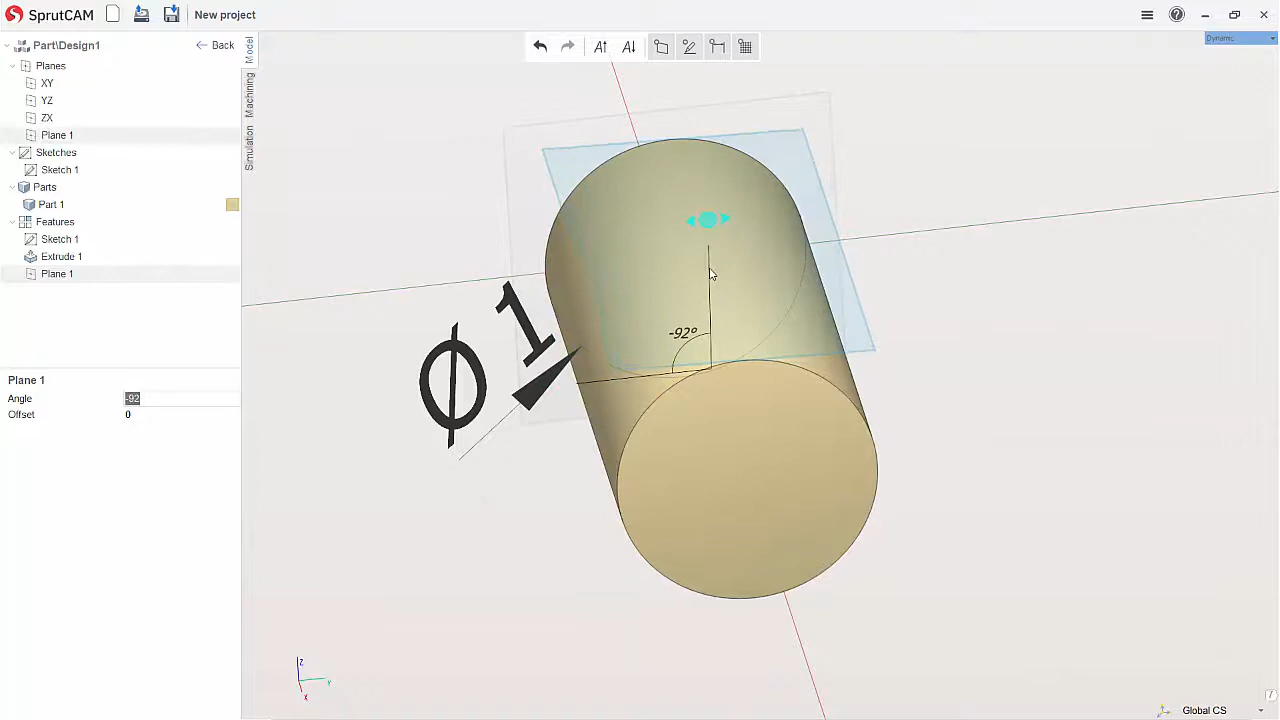 SprutCAM
New project
Part\Design1
Back
Planes
XY
YZ
ZX
Plane 1
Sketches
Sketch 1
Parts
Part 1
Features
Sketch 1
Extrude 1
Plane 1
Model
Machining
Simulation
Plane 1
Angle -92
Offset 0
Dynamic
Ø 1
-92°
Z
Y
X
Global CS